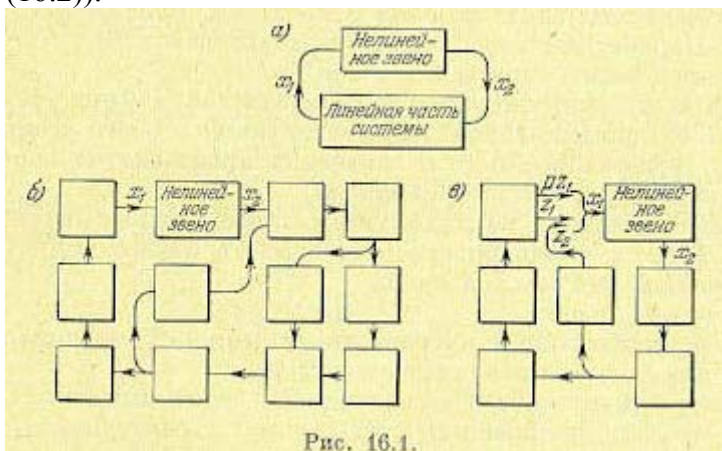 (16.2)).
а)
Нелиней-
ное звено
x₁
x₂
Линейная часть
системы
б)
x₁
Нелиней-
ное звено
x₂
в)
pz₁
z₁
z₂
x₁
Нелиней-
ное звено
x₂
Рис. 16.1.